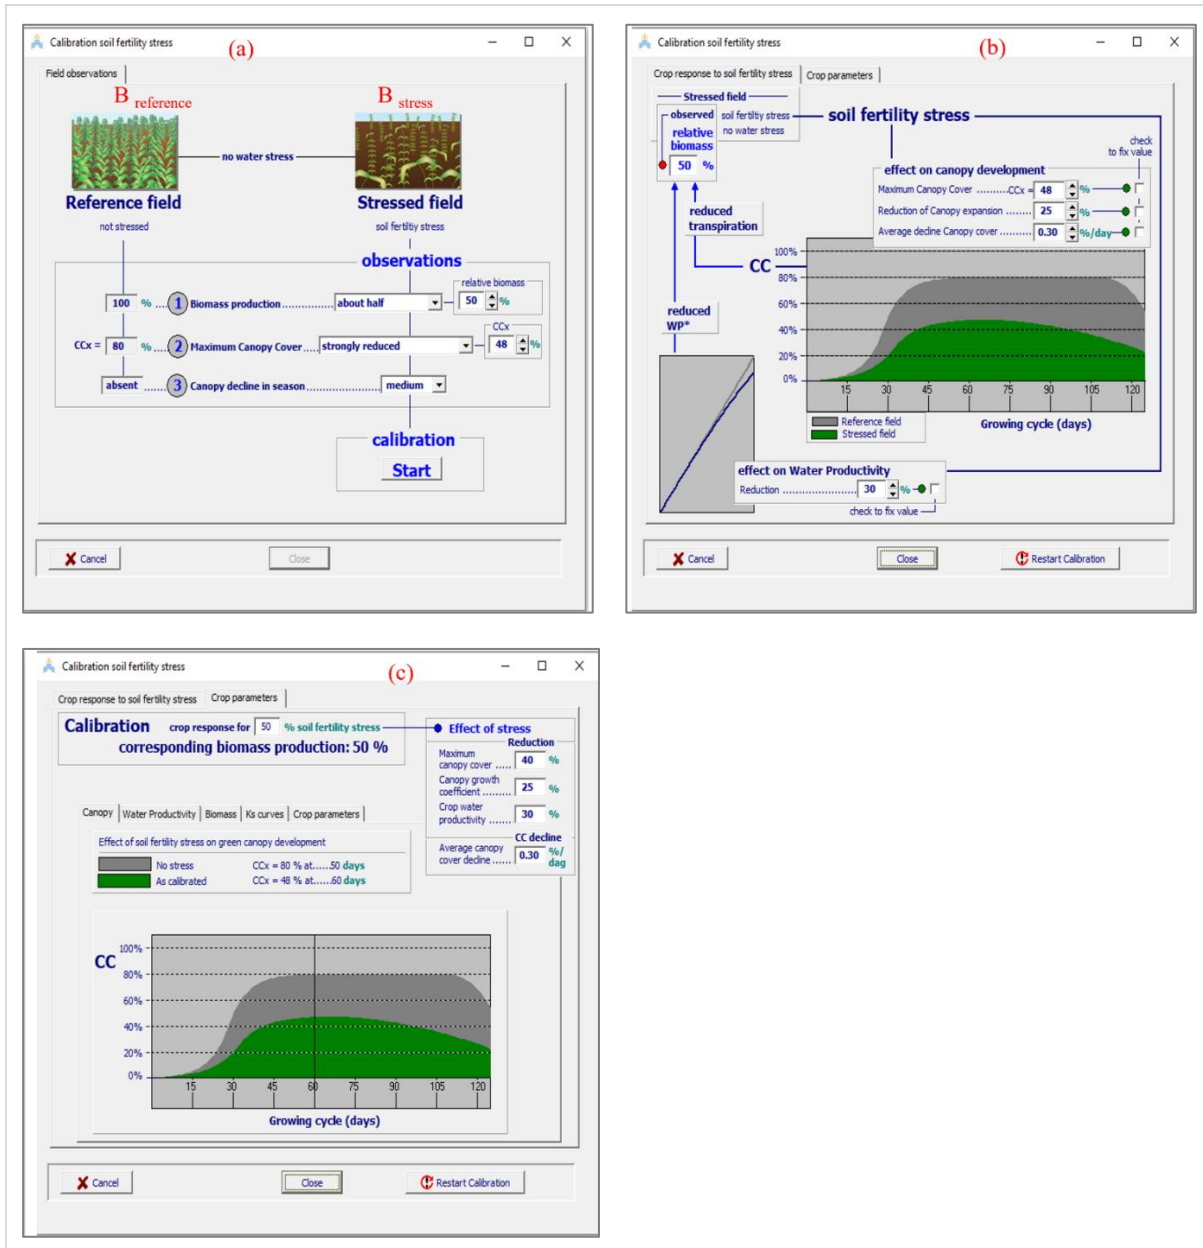 Calibration soil fertility stress
(a)
Field observations
B reference
B stress
no water stress
Reference field
Stressed field
not stressed
soil fertility stress
observations
relative biomass
100 % .... 1 Biomass production .............. about half 50 %
CCx
CCx = 80 % .... 2 Maximum Canopy Cover .... strongly reduced 48 %
absent ...... 3 Canopy decline in season .................. medium
calibration
Start
Cancel
Close
Calibration soil fertility stress
(b)
Crop response to soil fertility stress
Crop parameters
Stressed field
observed
soil fertility stress
no water stress
relative
biomass
50 %
soil fertility stress
check
to fix value
effect on canopy development
Maximum Canopy Cover ..........CCx = 48 %
Reduction of Canopy expansion ....... 25 %
Average decline Canopy cover ......... 0.30 %/day
reduced
transpiration
CC
100%
80%
60%
40%
20%
0%
15 30 45 60 75 90 105 120
Growing cycle (days)
Reference field
Stressed field
reduced
WP*
effect on Water Productivity
Reduction ........................ 30 %
check to fix value
Cancel
Close
Restart Calibration
Calibration soil fertility stress
(c)
Crop response to soil fertility stress
Crop parameters
Calibration crop response for 50 % soil fertility stress
corresponding biomass production: 50 %
Effect of stress
Reduction
Maximum
canopy cover ..... 40 %
Canopy growth
coefficient ......... 25 %
Crop water
productivity ....... 30 %
CC decline
Average canopy
cover decline ...... 0.30 %/
dag
Canopy
Water Productivity
Biomass
Ks curves
Crop parameters
Effect of soil fertility stress on green canopy development
No stress CCx = 80 % at......50 days
As calibrated CCx = 48 % at......60 days
CC
100%
80%
60%
40%
20%
0%
15 30 45 60 75 90 105 120
Growing cycle (days)
Cancel
Close
Restart Calibration